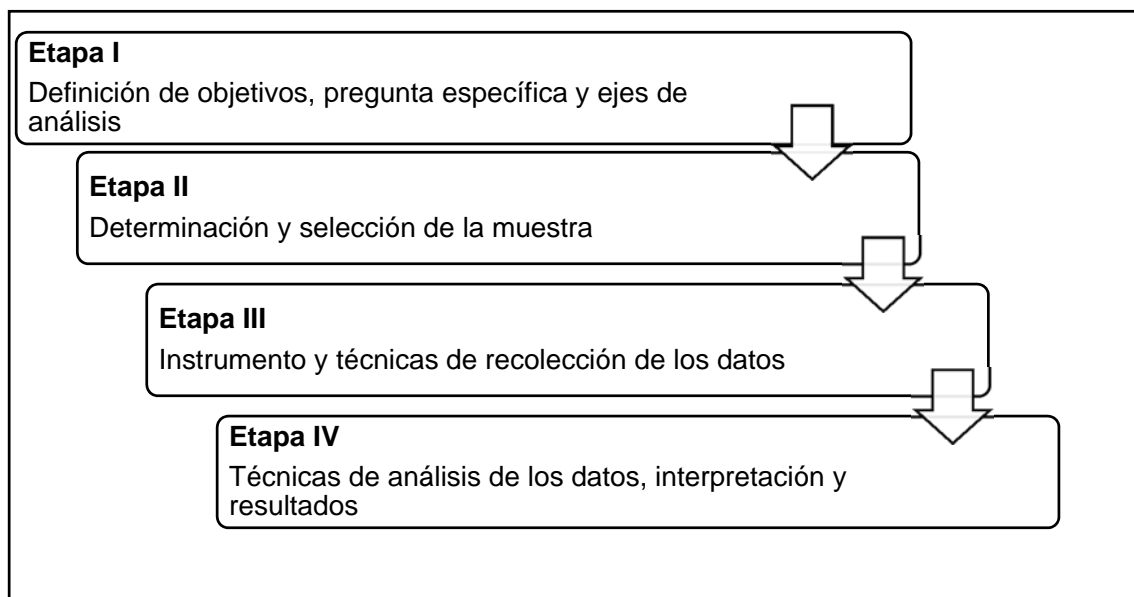 Etapa I
Definición de objetivos, pregunta específica y ejes de
análisis
Etapa II
Determinación y selección de la muestra
Etapa III
Instrumento y técnicas de recolección de los datos
Etapa IV
Técnicas de análisis de los datos, interpretación y
resultados